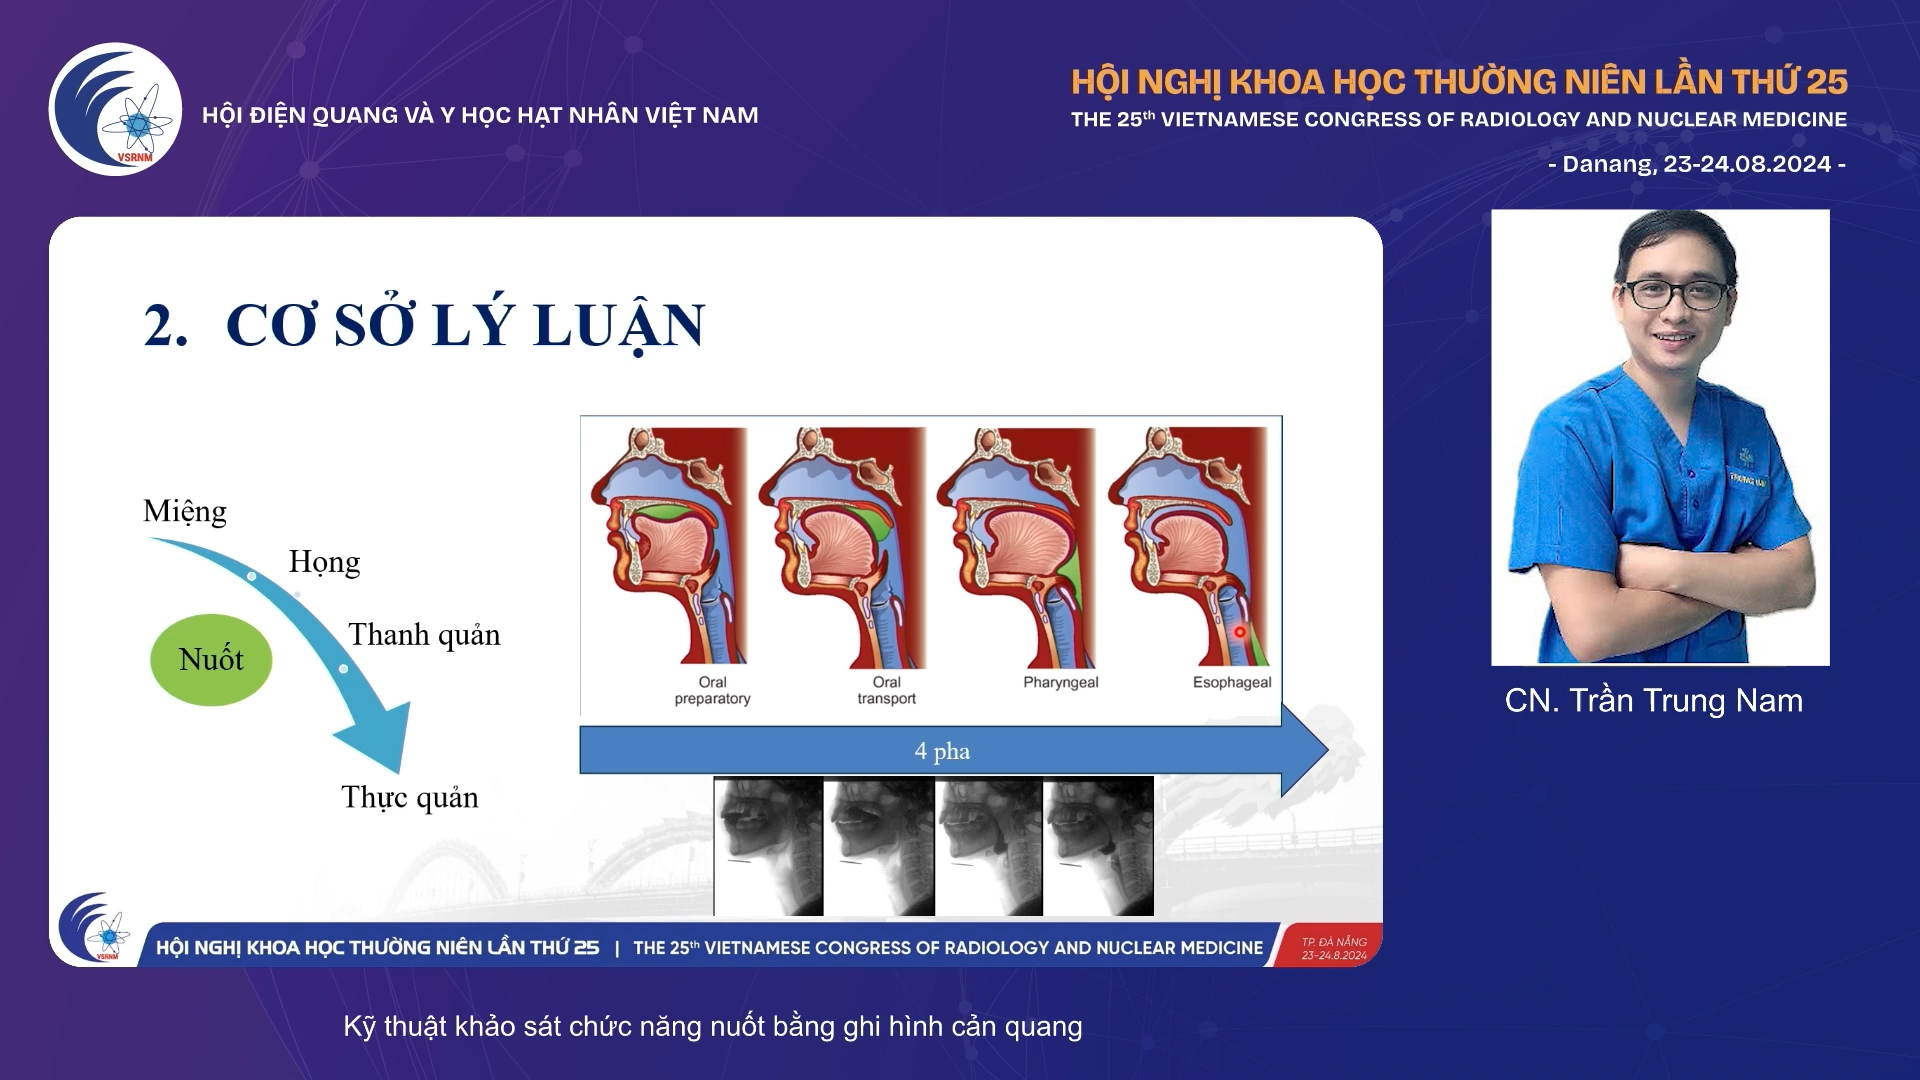 VSRNM
HỘI ĐIỆN QUANG VÀ Y HỌC HẠT NHÂN VIỆT NAM
HỘI NGHỊ KHOA HỌC THƯỜNG NIÊN LẦN THỨ 25
THE 25th VIETNAMESE CONGRESS OF RADIOLOGY AND NUCLEAR MEDICINE
- Danang, 23-24.08.2024 -
2. CƠ SỞ LÝ LUẬN
Miệng
Họng
Thanh quản
Nuốt
Thực quản
Oral
preparatory
Oral
transport
Pharyngeal
Esophageal
4 pha
VSRNM
HỘI NGHỊ KHOA HỌC THƯỜNG NIÊN LẦN THỨ 25 | THE 25th VIETNAMESE CONGRESS OF RADIOLOGY AND NUCLEAR MEDICINE
TP. ĐÀ NẴNG
23-24.8.2024
CN. Trần Trung Nam
Kỹ thuật khảo sát chức năng nuốt bằng ghi hình cản quang